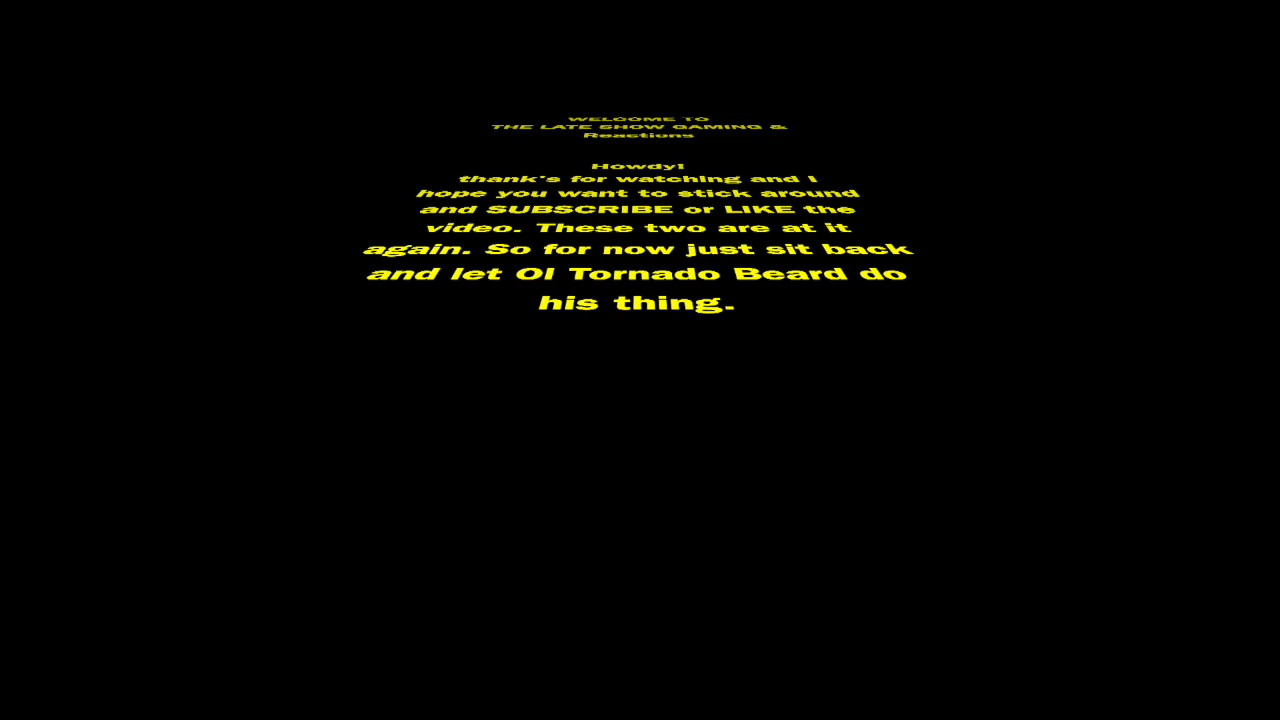 WELCOME TO
THE LATE SHOW GAMING &
Reactions
Howdy!
thank's for watching and I
hope you want to stick around
and SUBSCRIBE or LIKE the
video. These two are at it
again. So for now just sit back
and let Ol Tornado Beard do
his thing.